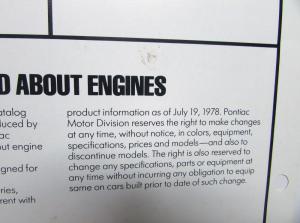 D ABOUT ENGINES
atalog
duced by
ac
out engine
igned for
ries,
rent with
product information as of July 19, 1978. Pontiac
Motor Division reserves the right to make changes
at any time, without notice, in colors, equipment,
specifications, prices and models—and also to
discontinue models. The right is also reserved to
change any specifications, parts or equipment at
any time without incurring any obligation to equip
same on cars built prior to date of such change.